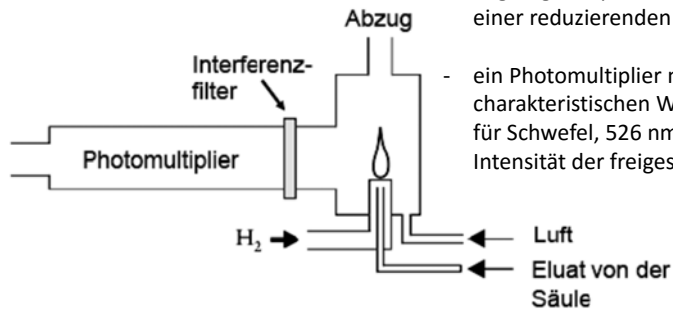 einer reduzierenden
- ein Photomultiplier
für Schwefel, 526 nm
Intensität der freiges
charakteristischen W
Abzug
Interferenz-
filter
Photomultiplier
H₂
Luft
Eluat von der
Säule